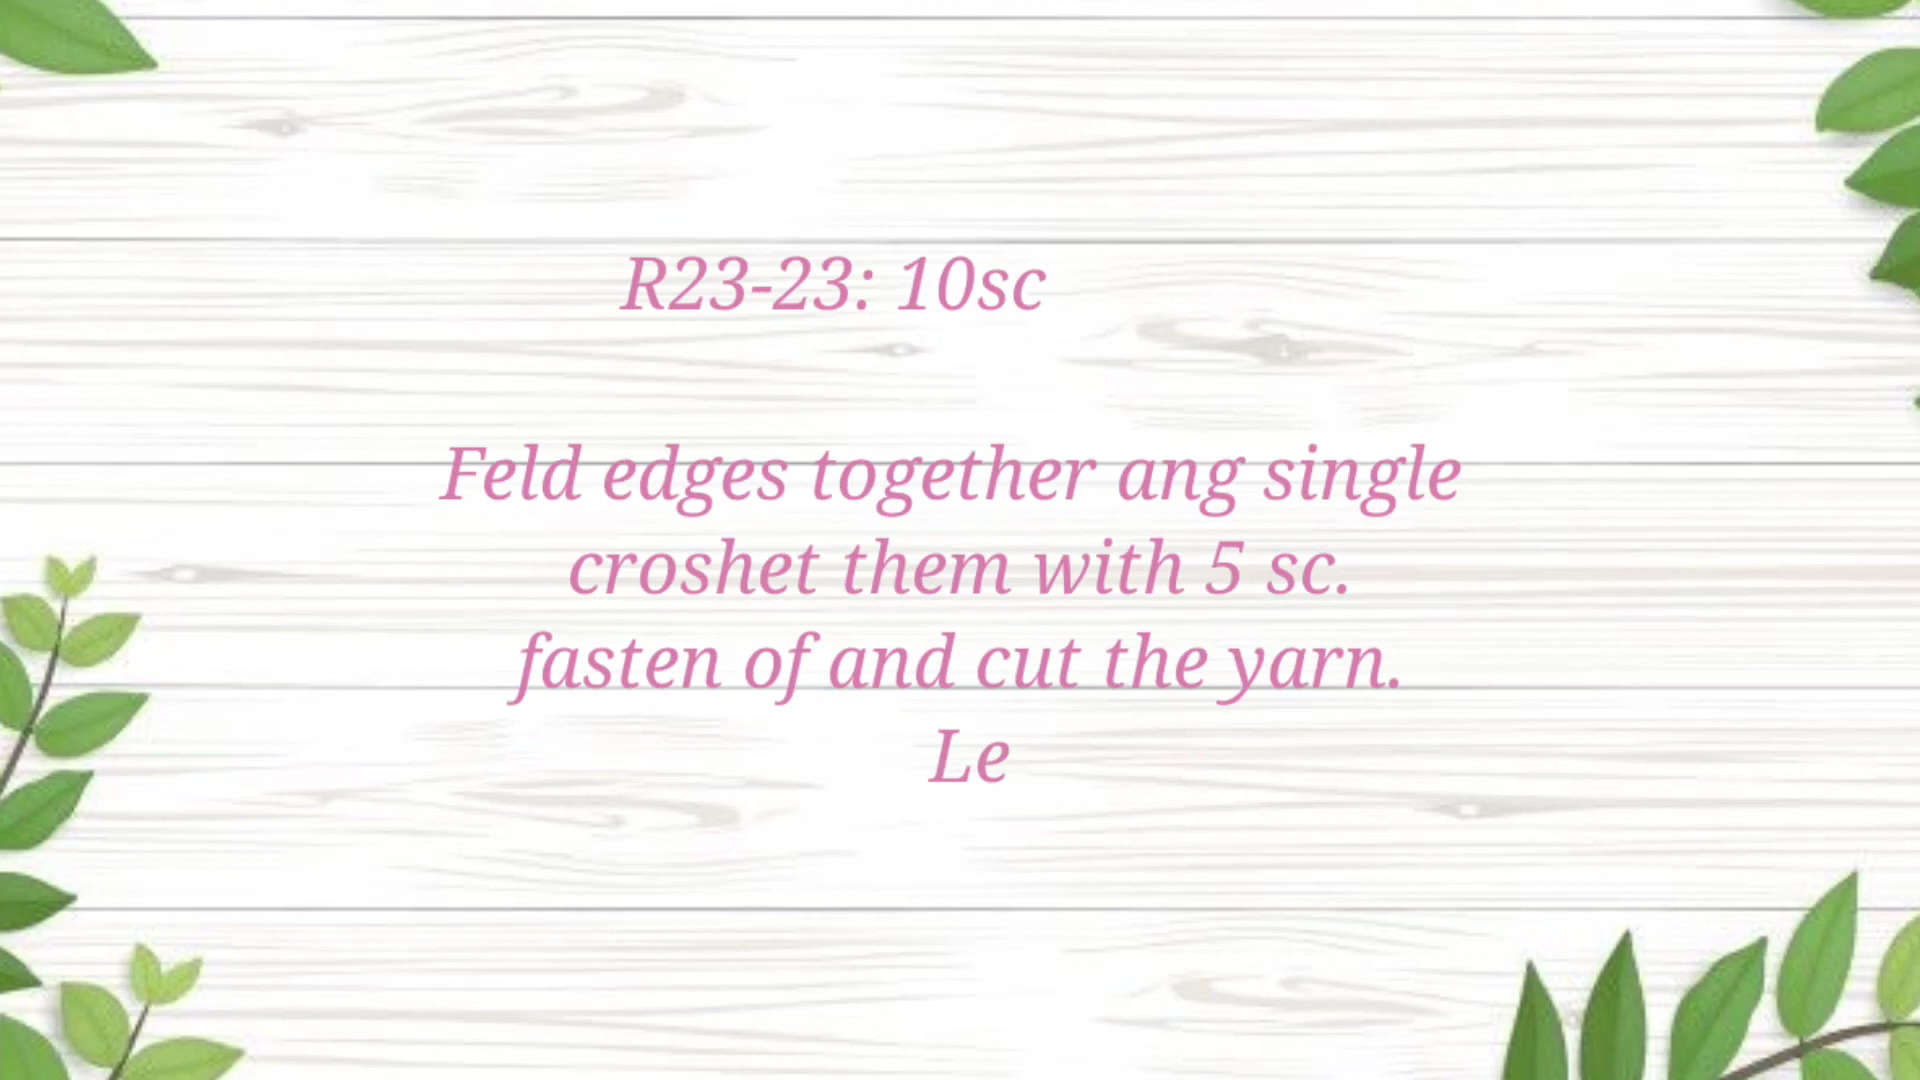 R23-23: 10sc
Feld edges together ang single
croshet them with 5 sc.
fasten of and cut the yarn.
Le